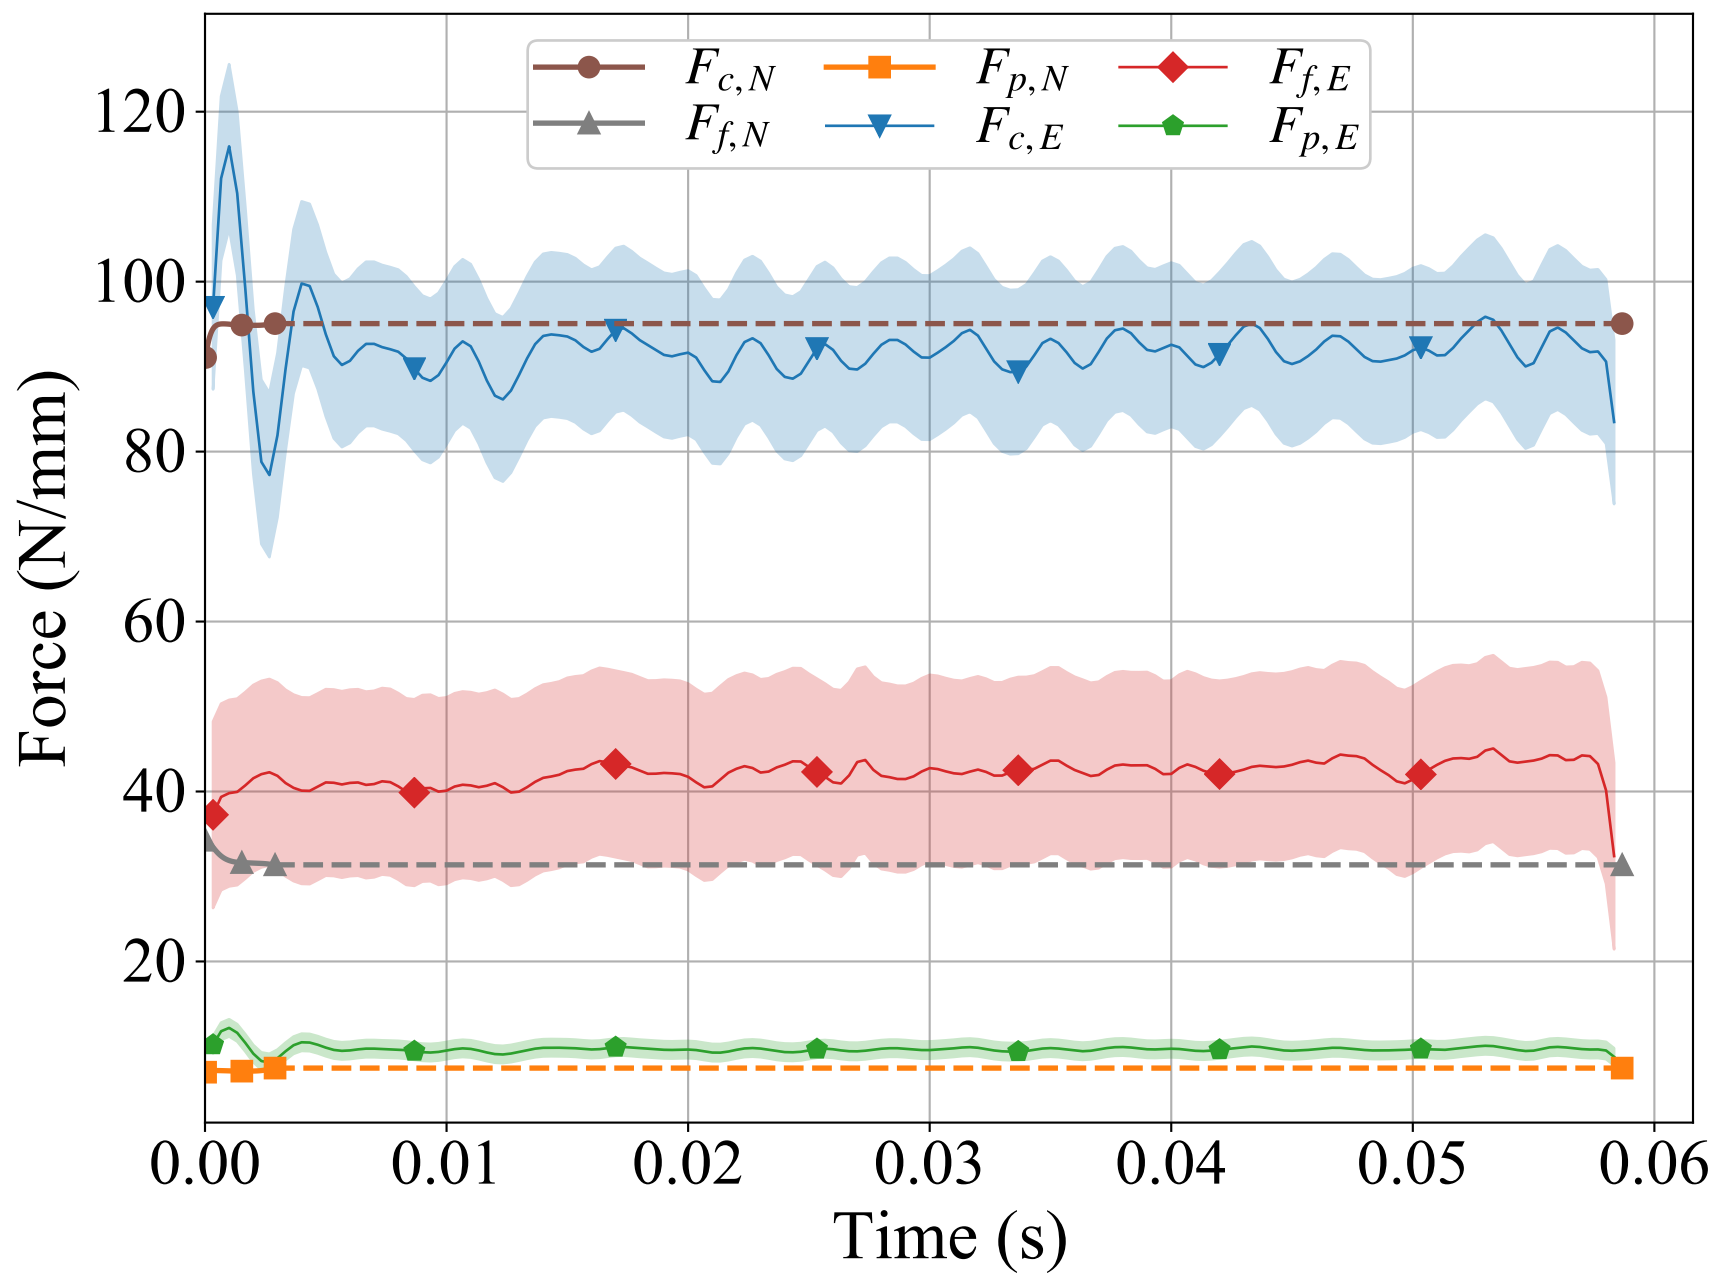 F_{c,N} F_{p,N} F_{f,E}
F_{f,N} F_{c,E} F_{p,E}
120
100
80
60
40
20
Force (N/mm)
0.00 0.01 0.02 0.03 0.04 0.05 0.06
Time (s)